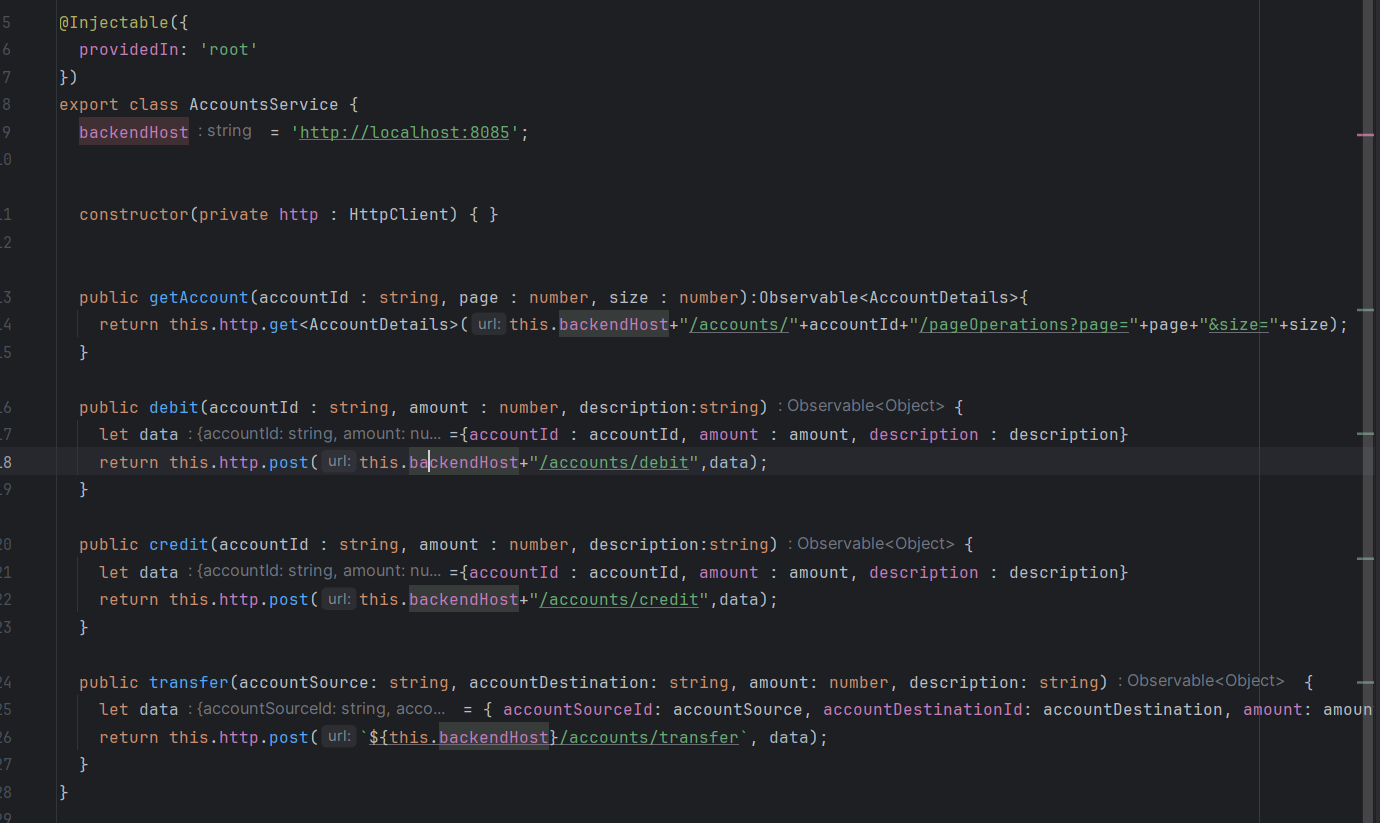 5 @Injectable({
6 providedIn: 'root'
7 })
8 export class AccountsService {
9 backendHost : string = 'http://localhost:8085';
10
11 constructor(private http : HttpClient) { }
12
13 public getAccount(accountId : string, page : number, size : number):Observable<AccountDetails>{
14 return this.http.get<AccountDetails>( url: this.backendHost+"/accounts/"+accountId+"/pageOperations?page="+page+"&size="+size);
15 }
16 public debit(accountId : string, amount : number, description:string) : Observable<Object> {
17 let data : {accountId: string, amount: nu... ={accountId : accountId, amount : amount, description : description}
18 return this.http.post( url: this.backendHost+"/accounts/debit",data);
19 }
20 public credit(accountId : string, amount : number, description:string) : Observable<Object> {
21 let data : {accountId: string, amount: nu... ={accountId : accountId, amount : amount, description : description}
22 return this.http.post( url: this.backendHost+"/accounts/credit",data);
23 }
24 public transfer(accountSource: string, accountDestination: string, amount: number, description: string) : Observable<Object> {
25 let data : {accountSourceId: string, acco... = { accountSourceId: accountSource, accountDestinationId: accountDestination, amount: amoun
26 return this.http.post( url: `${this.backendHost}/accounts/transfer`, data);
27 }
28 }
29